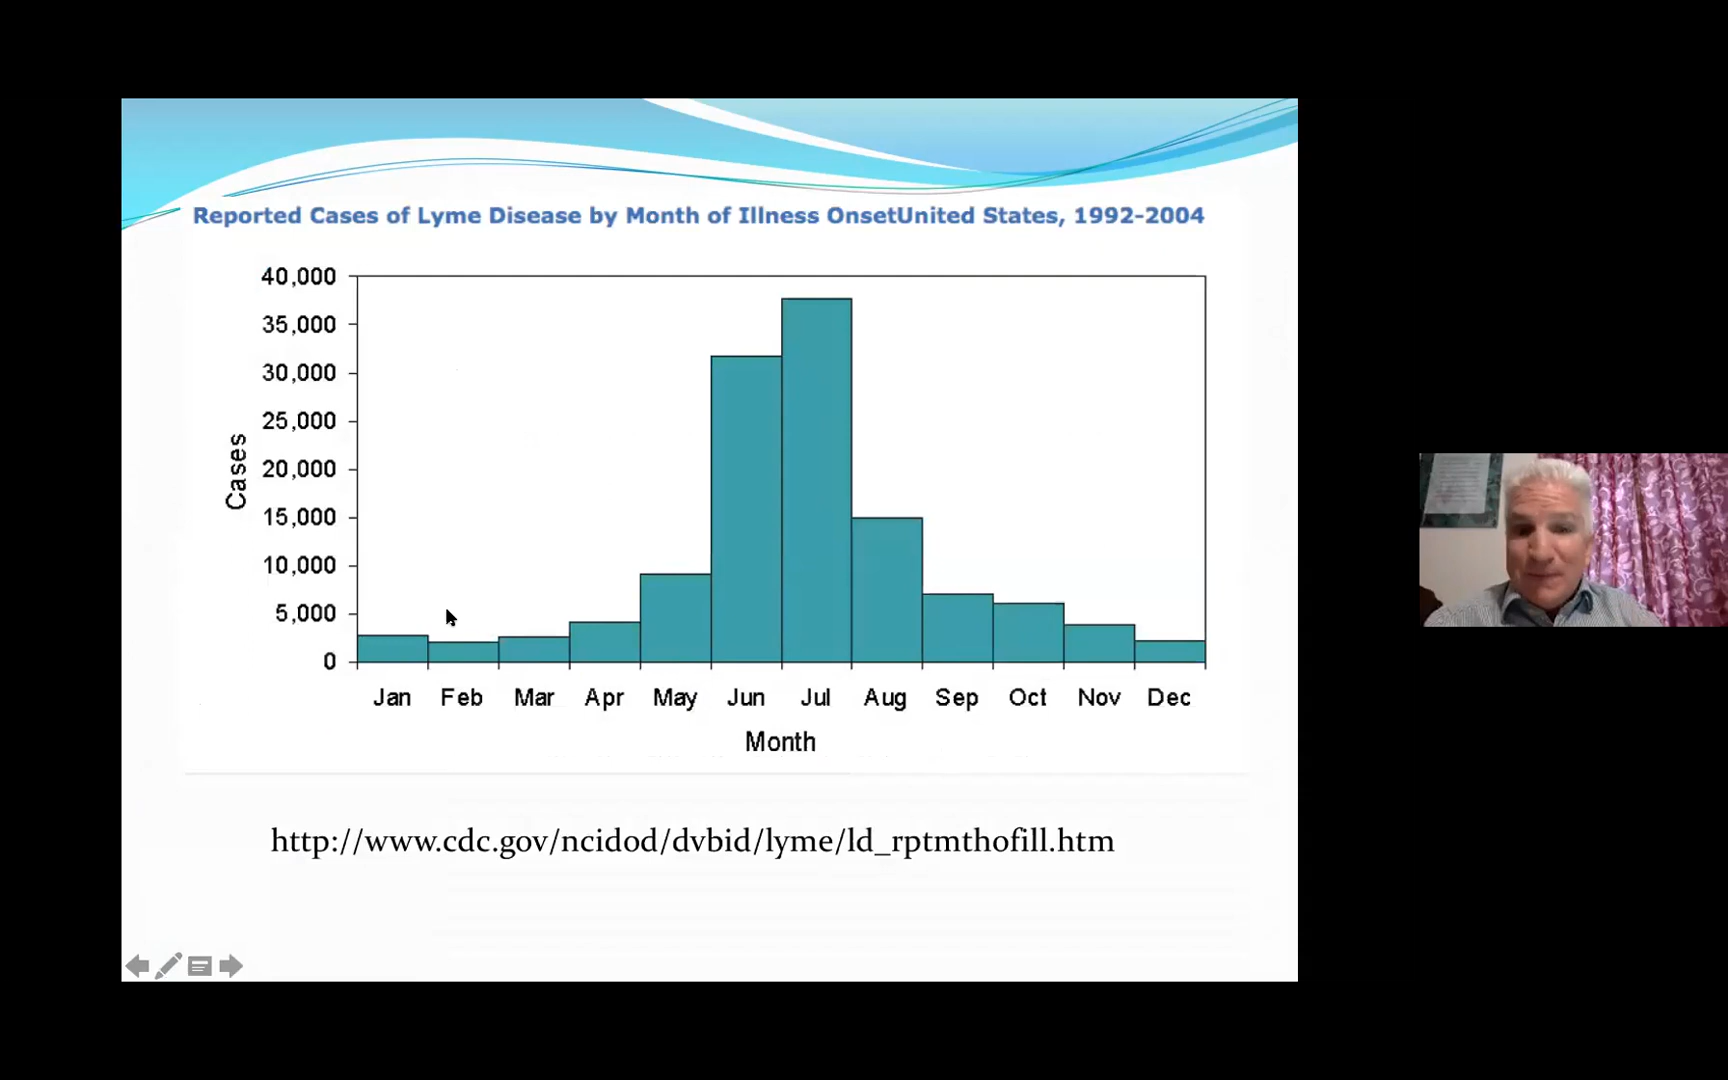 Reported Cases of Lyme Disease by Month of Illness OnsetUnited States, 1992-2004
40,000
35,000
30,000
25,000
20,000
15,000
10,000
5,000
0
Cases
Jan Feb Mar Apr May Jun Jul Aug Sep Oct Nov Dec
Month
http://www.cdc.gov/ncidod/dvbid/lyme/ld_rptmthofill.htm